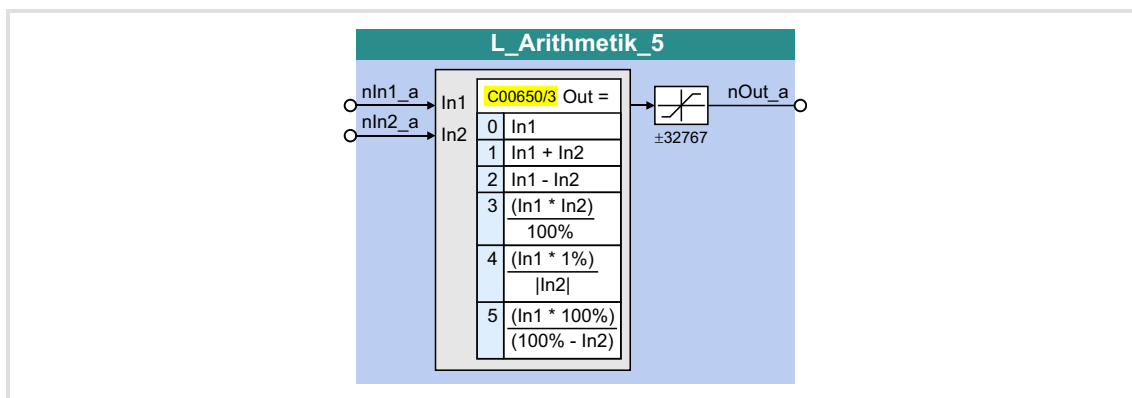 L_Arithmetik_5
nIn1_a
nIn2_a
In1
In2
C00650/3 Out =
0 In1
1 In1 + In2
2 In1 - In2
3 (In1 * In2)
100%
4 (In1 * 1%)
|In2|
5 (In1 * 100%)
(100% - In2)
±32767
nOut_a